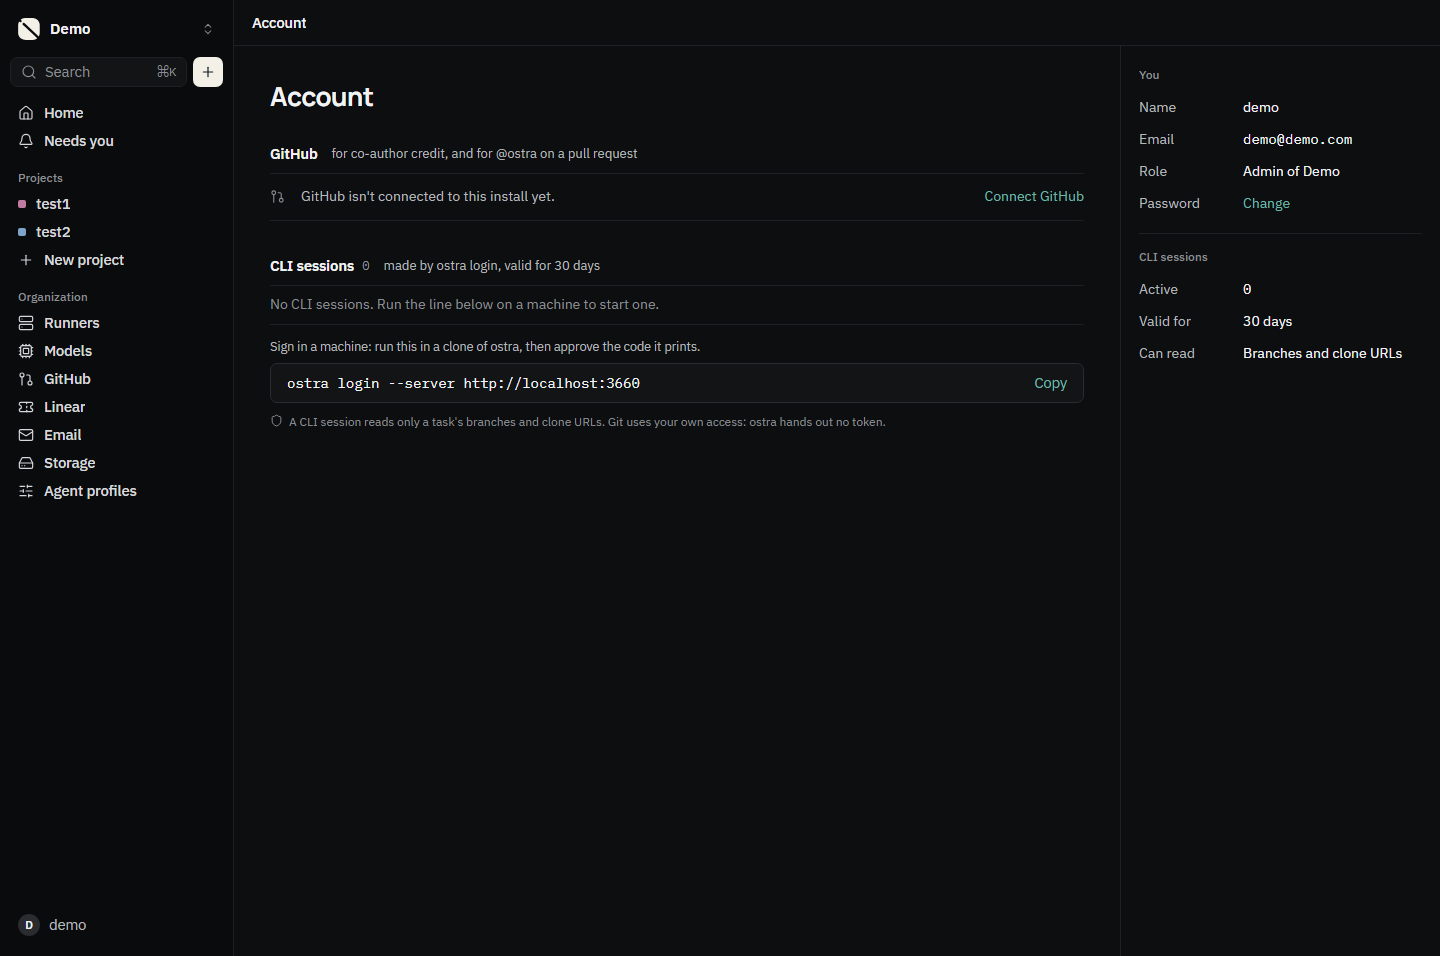 Demo
Search ⌘K
Home
Needs you
Projects
test1
test2
New project
Organization
Runners
Models
GitHub
Linear
Email
Storage
Agent profiles
D demo
Account
Account
GitHub for co-author credit, and for @ostra on a pull request
GitHub isn't connected to this install yet. Connect GitHub
CLI sessions 0 made by ostra login, valid for 30 days
No CLI sessions. Run the line below on a machine to start one.
Sign in a machine: run this in a clone of ostra, then approve the code it prints.
ostra login --server http://localhost:3660 Copy
A CLI session reads only a task's branches and clone URLs. Git uses your own access: ostra hands out no token.
You
Name demo
Email demo@demo.com
Role Admin of Demo
Password Change
CLI sessions
Active 0
Valid for 30 days
Can read Branches and clone URLs